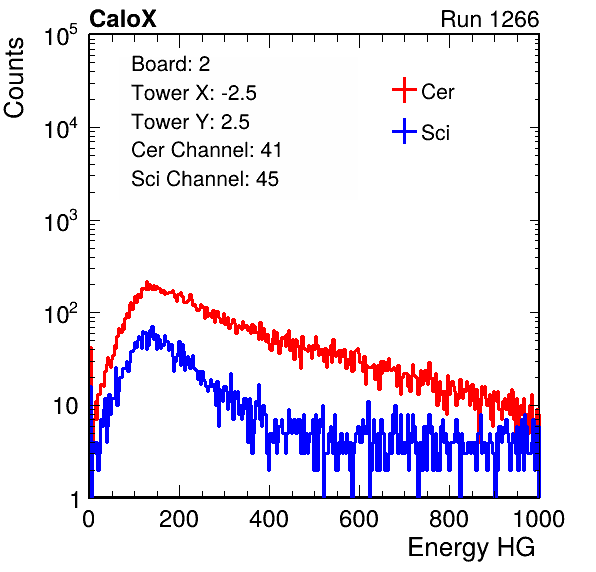 CaloX Run 1266
Counts
Board: 2
Tower X: -2.5
Tower Y: 2.5
Cer Channel: 41
Sci Channel: 45
Cer
Sci
10^5
10^4
10^3
10^2
10
1
0 200 400 600 800 1000
Energy HG